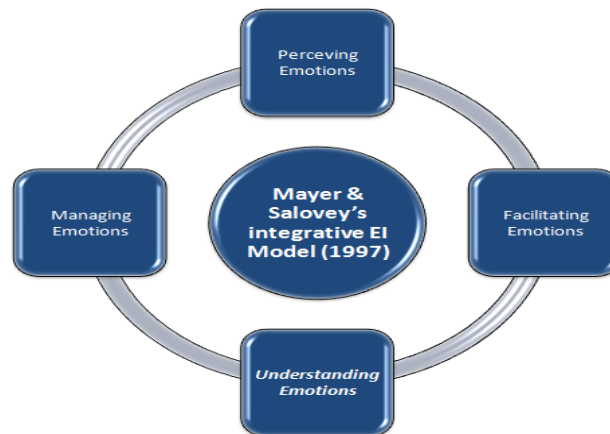 Perceving
Emotions
Managing
Emotions
Mayer &
Salovey’s
integrative EI
Model (1997)
Facilitating
Emotions
Understanding
Emotions